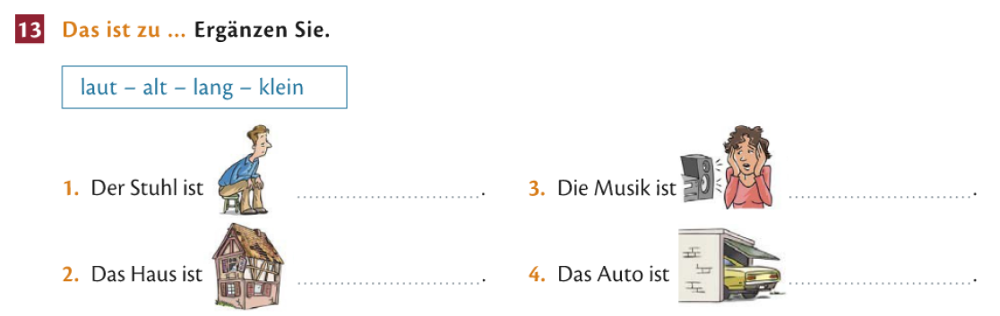 13 Das ist zu ... Ergänzen Sie.
laut – alt – lang – klein
1. Der Stuhl ist ........................................ .
2. Das Haus ist ........................................ .
3. Die Musik ist ........................................ .
4. Das Auto ist ........................................ .